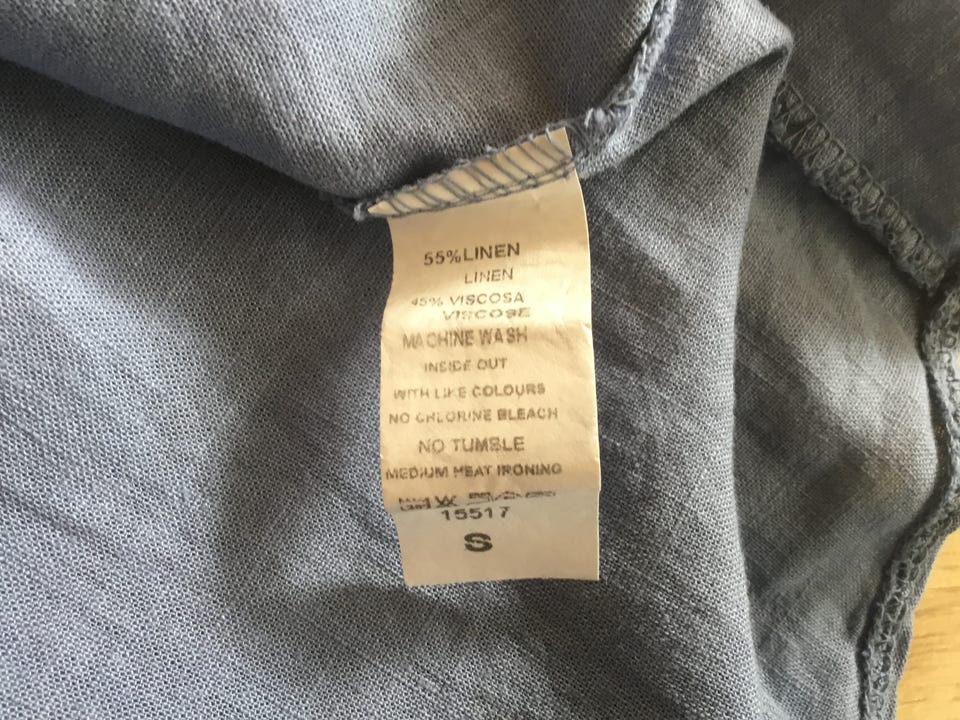 55%LINEN
LINEN
45% VISCOSA
VISCOSE
MACHINE WASH
INSIDE OUT
WITH LIKE COLOURS
NO CHLORINE BLEACH
NO TUMBLE
MEDIUM HEAT IRONING
15517
S